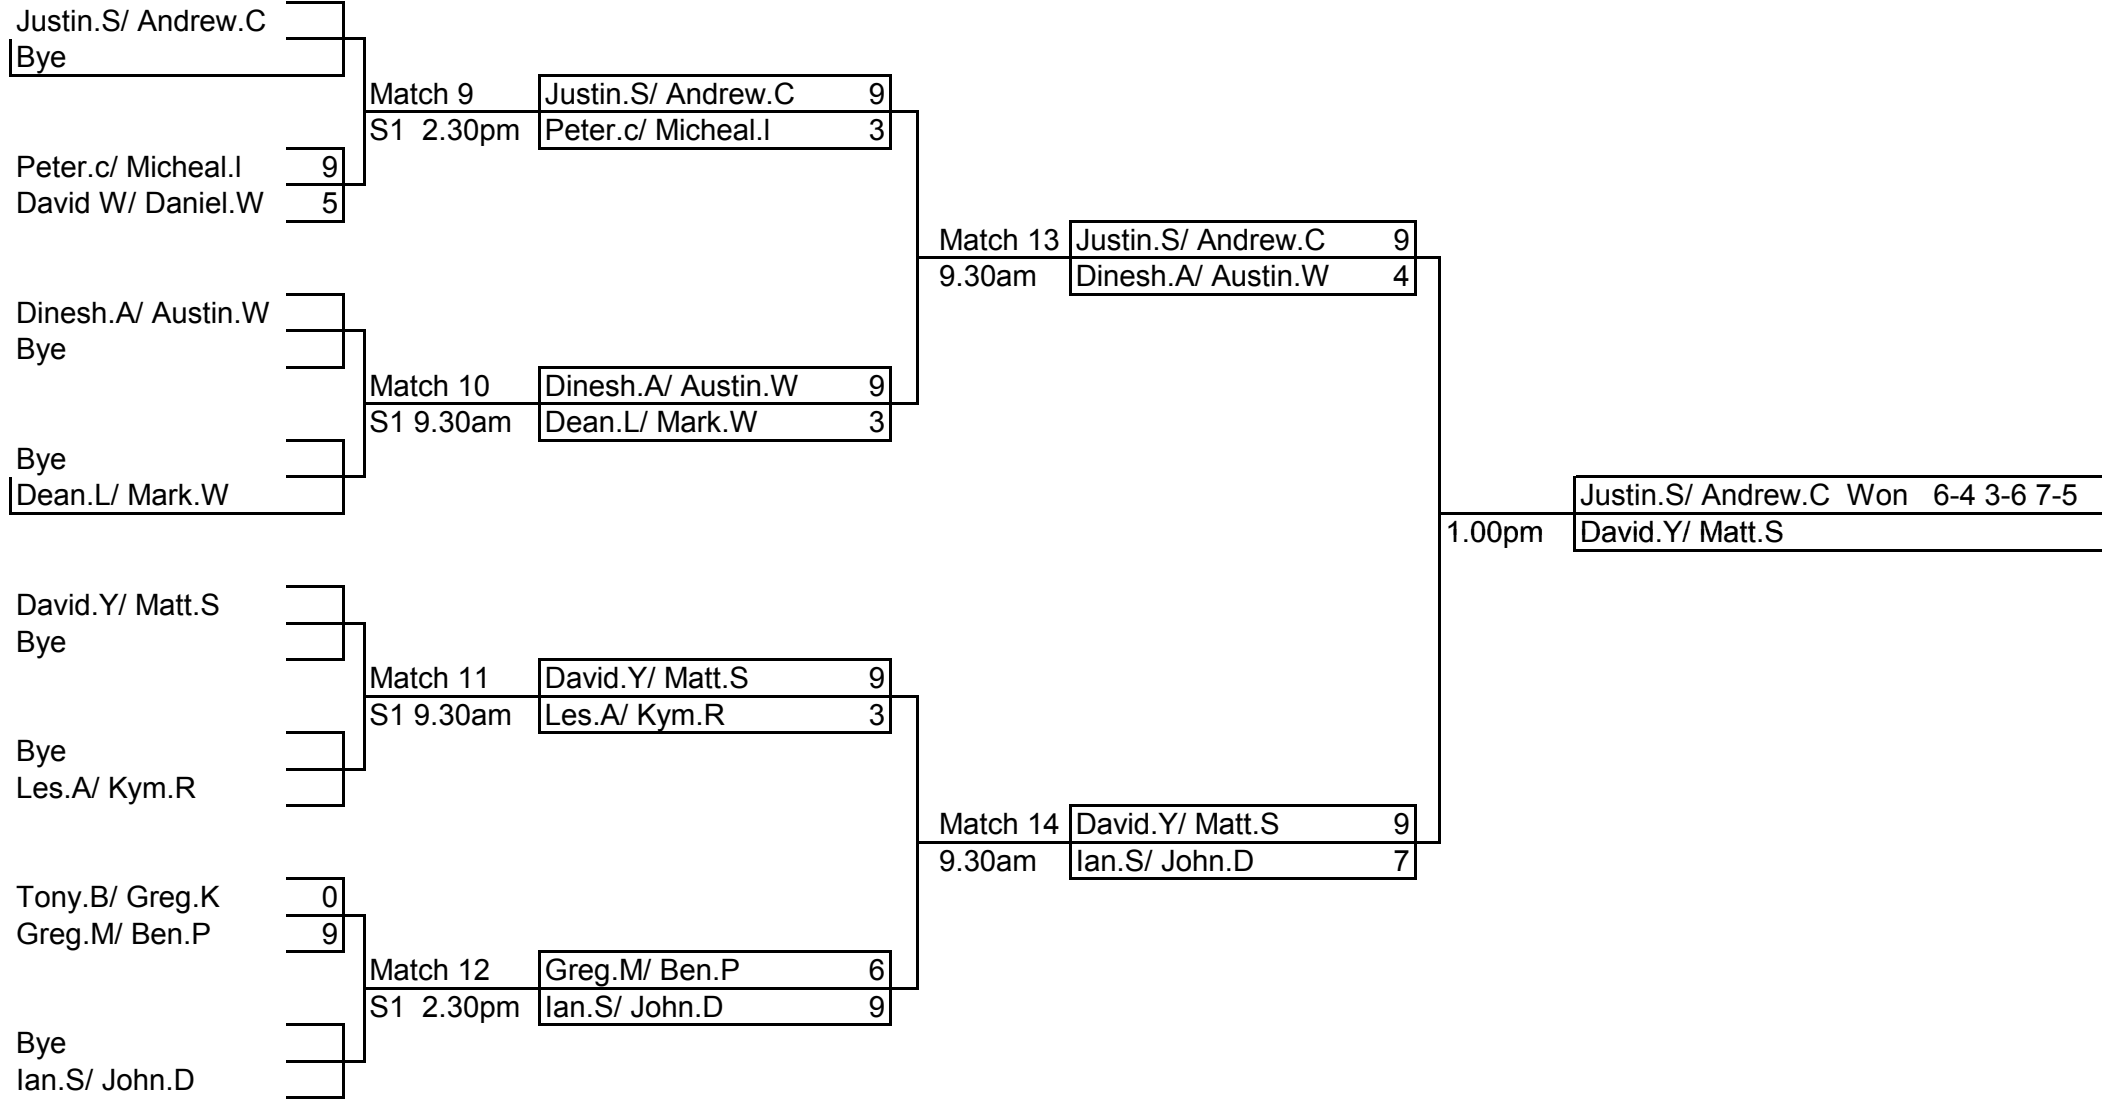 Justin.S/ Andrew.C
Bye
Match 9 Justin.S/ Andrew.C 9
S1 2.30pm Peter.c/ Micheal.l 3
Peter.c/ Micheal.l 9
David W/ Daniel.W 5
Match 13 Justin.S/ Andrew.C 9
9.30am Dinesh.A/ Austin.W 4
Dinesh.A/ Austin.W
Bye
Match 10 Dinesh.A/ Austin.W 9
S1 9.30am Dean.L/ Mark.W 3
Bye
Dean.L/ Mark.W
Justin.S/ Andrew.C Won 6-4 3-6 7-5
1.00pm David.Y/ Matt.S
David.Y/ Matt.S
Bye
Match 11 David.Y/ Matt.S 9
S1 9.30am Les.A/ Kym.R 3
Bye
Les.A/ Kym.R
Match 14 David.Y/ Matt.S 9
9.30am Ian.S/ John.D 7
Tony.B/ Greg.K 0
Greg.M/ Ben.P 9
Match 12 Greg.M/ Ben.P 6
S1 2.30pm Ian.S/ John.D 9
Bye
Ian.S/ John.D